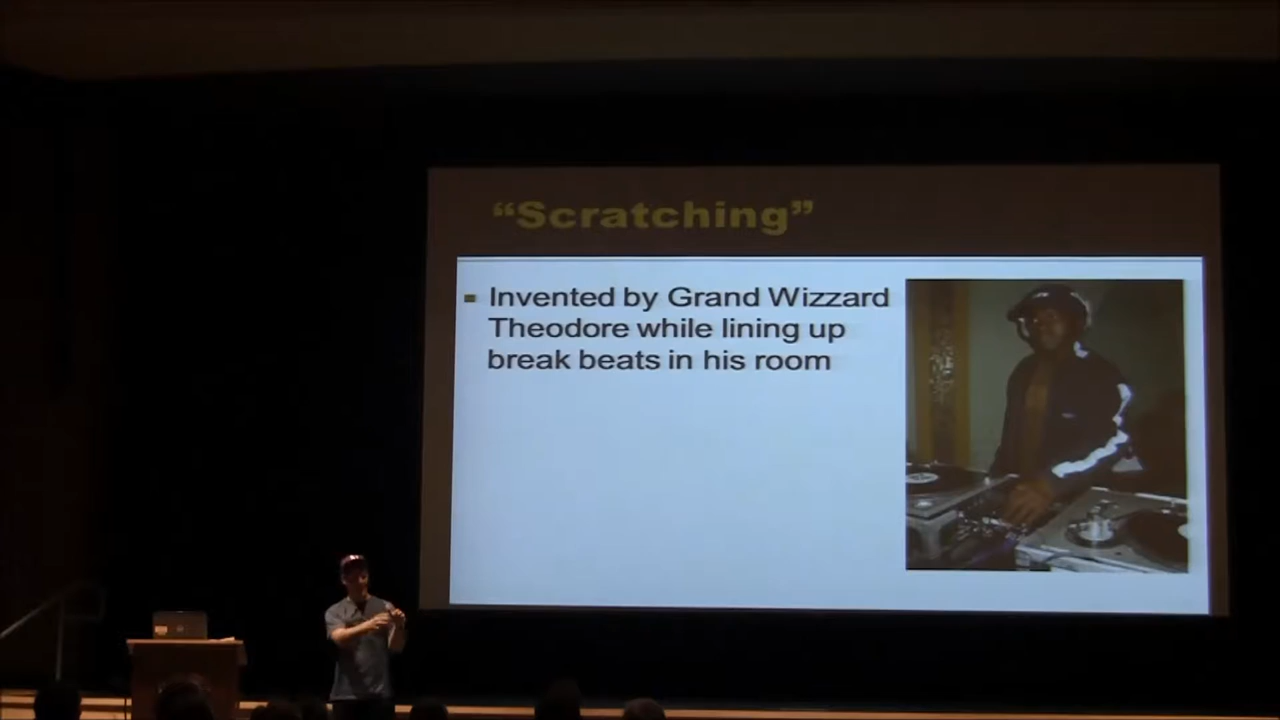 “Scratching”
Invented by Grand Wizzard
Theodore while lining up
break beats in his room